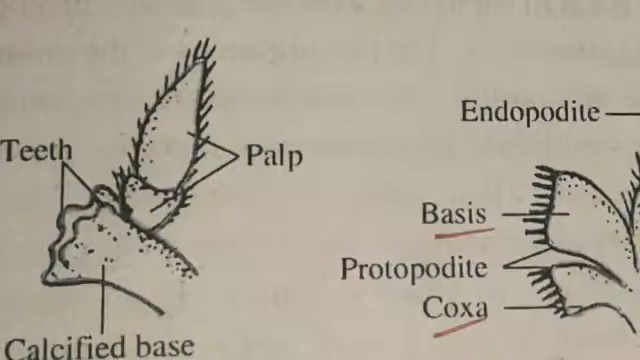 Endopodite
Teeth
Palp
Basis
Protopodite
Coxa
Calcified base